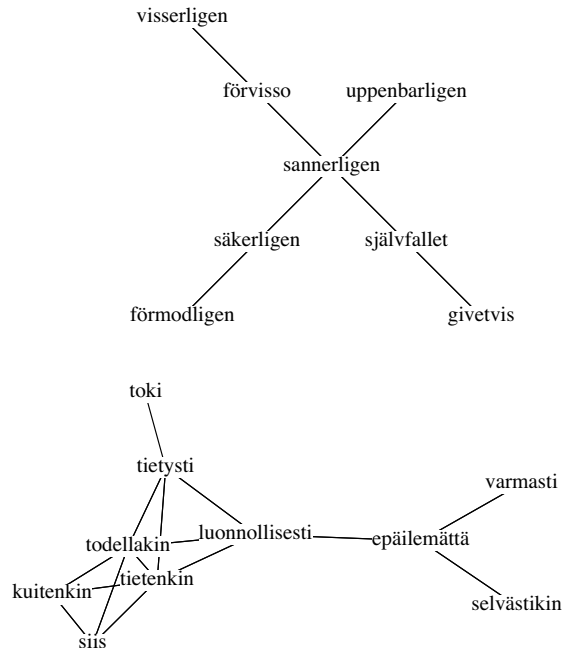 visserligen
förvisso uppenbarligen
sannerligen
säkerligen självfallet
förmodligen givetvis
toki
tietysti
varmasti
luonnollisesti
epäilemättä
todellakin
tietenkin
kuitenkin
selvästikin
siis